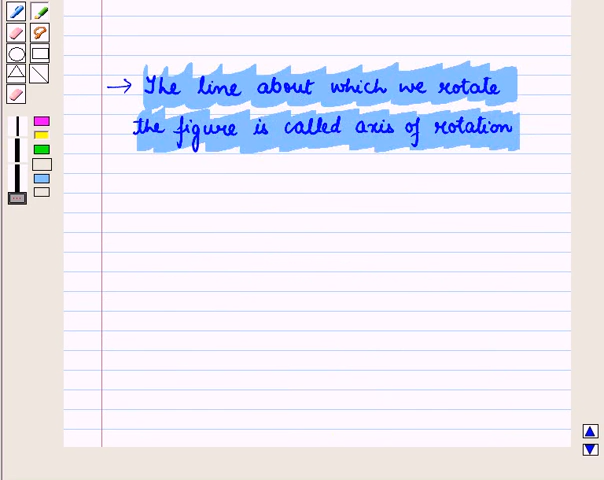 → The line about which we rotate
the figure is called axis of rotation